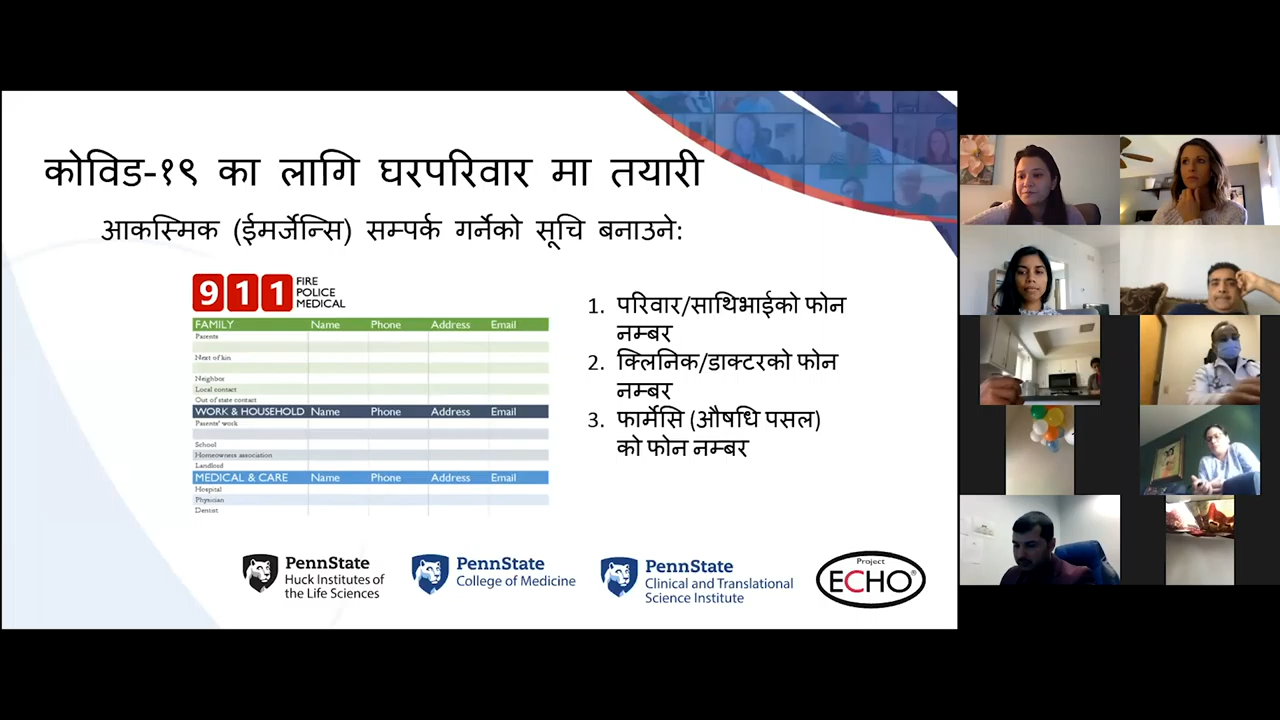 कोविड-१९ का लागि घरपरिवार मा तयारी
आकस्मिक (ईमर्जेन्सि) सम्पर्क गर्नेको सूचि बनाउने:
911 FIRE
POLICE
MEDICAL
FAMILY Name Phone Address Email
Parents
Next of kin
Neighbor
Local contact
Out of state contact
WORK & HOUSEHOLD Name Phone Address Email
Parents' work
School
Homeowners association
Landlord
MEDICAL & CARE Name Phone Address Email
Hospital
Physician
Dentist
1. परिवार/साथिभाईको फोन
नम्बर
2. क्लिनिक/डाक्टरको फोन
नम्बर
3. फार्मेसि (औषधि पसल)
को फोन नम्बर
PennState
Huck Institutes of
the Life Sciences
PennState
College of Medicine
PennState
Clinical and Translational
Science Institute
Project
ECHO®